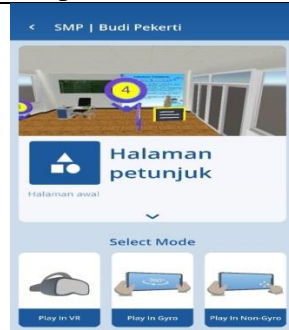 < SMP | Budi Pekerti
4
Halaman
petunjuk
Halaman awal
Select Mode
Play In VR
Play In Gyro
Play In Non-Gyro